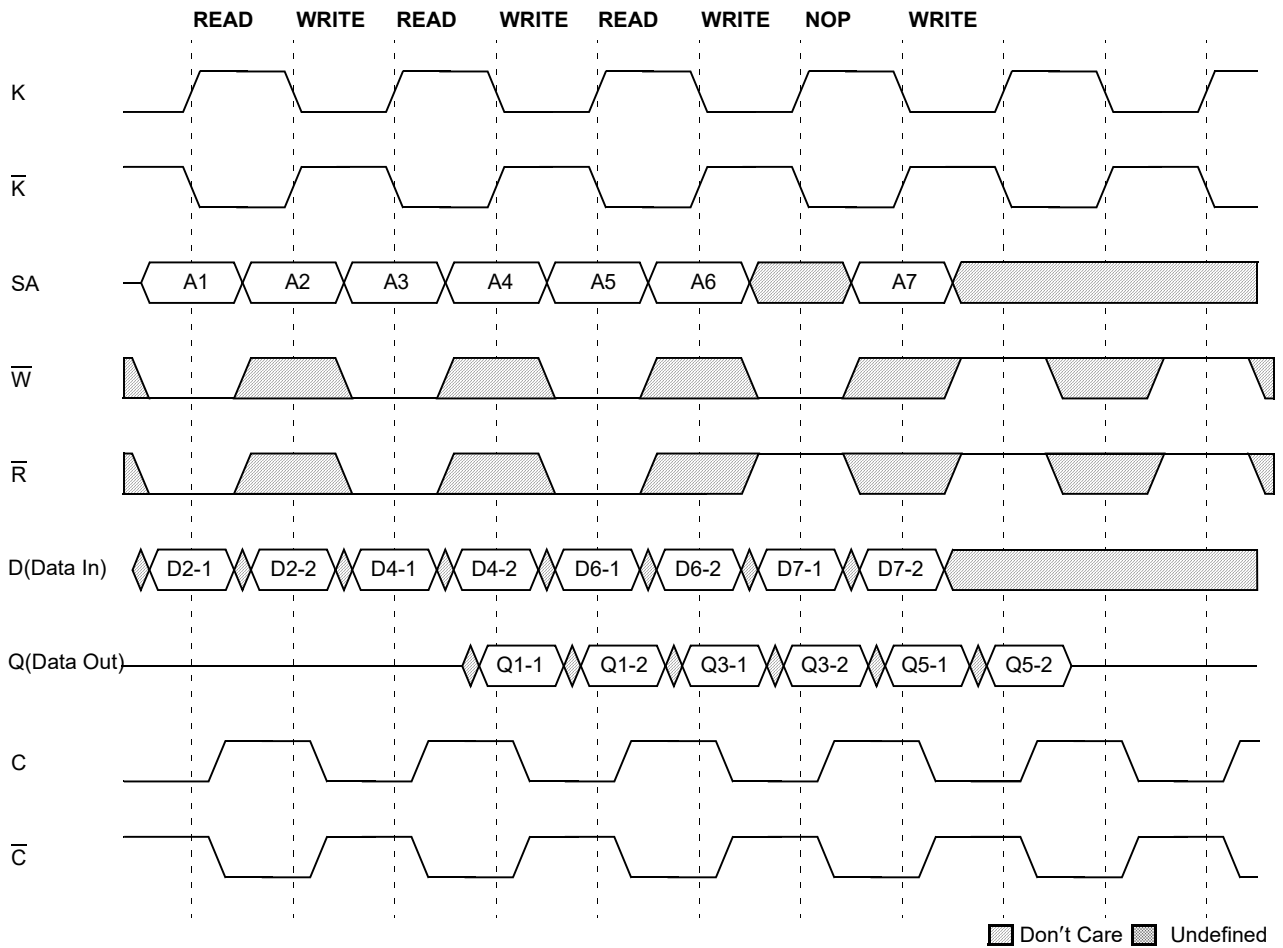 READ WRITE READ WRITE READ WRITE NOP WRITE
K
K̅
SA A1 A2 A3 A4 A5 A6 A7
W̅
R̅
D(Data In) D2-1 D2-2 D4-1 D4-2 D6-1 D6-2 D7-1 D7-2
Q(Data Out) Q1-1 Q1-2 Q3-1 Q3-2 Q5-1 Q5-2
C
C̅
Don′t Care Undefined